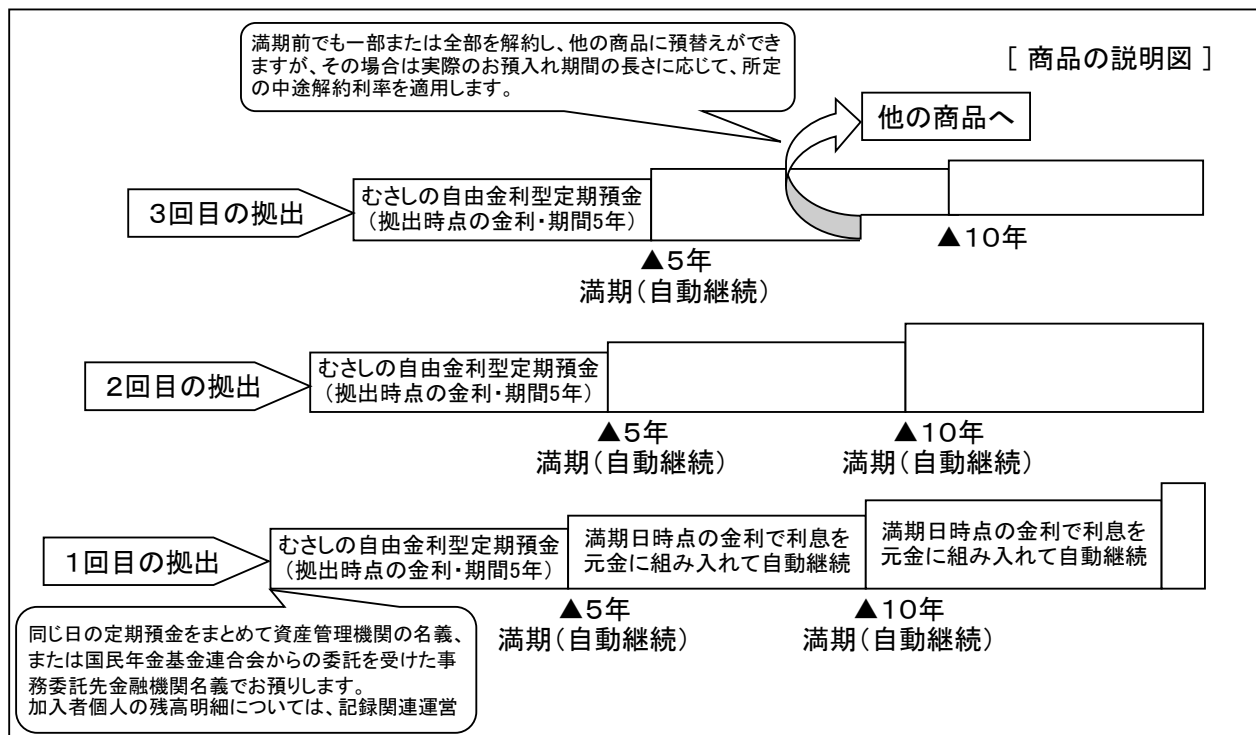 満期前でも一部または全部を解約し、他の商品に預替えができ
ますが、その場合は実際のお預入れ期間の長さに応じて、所定
の中途解約利率を適用します。
[ 商品の説明図 ]
他の商品へ
3回目の拠出
むさしの自由金利型定期預金
(拠出時点の金利・期間5年)
▲5年
満期(自動継続)
▲10年
2回目の拠出
むさしの自由金利型定期預金
(拠出時点の金利・期間5年)
▲5年
満期(自動継続)
▲10年
満期(自動継続)
1回目の拠出
むさしの自由金利型定期預金
(拠出時点の金利・期間5年)
満期日時点の金利で利息を
元金に組み入れて自動継続
満期日時点の金利で利息を
元金に組み入れて自動継続
▲5年
満期(自動継続)
▲10年
満期(自動継続)
同じ日の定期預金をまとめて資産管理機関の名義、
または国民年金基金連合会からの委託を受けた事
務委託先金融機関名義でお預りします。
加入者個人の残高明細については、記録関連運営